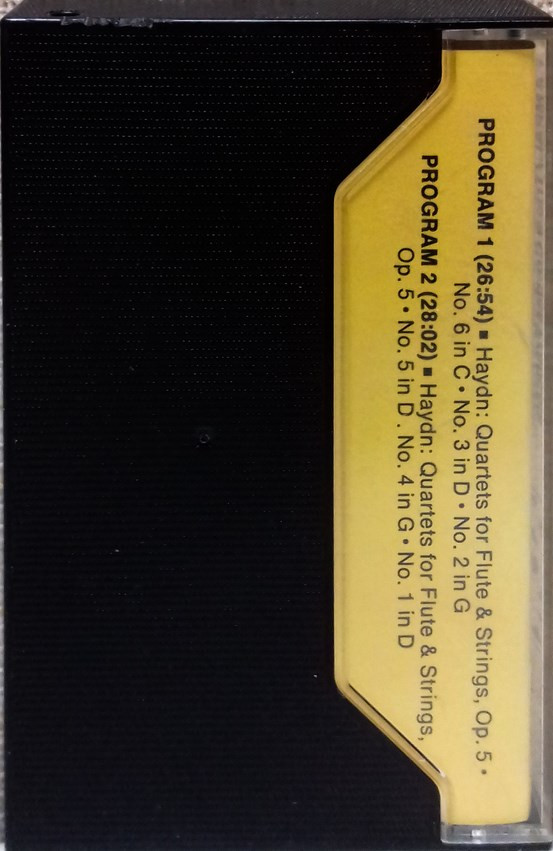 PROGRAM 1 (26:54) ▪ Haydn: Quartets for Flute & Strings, Op. 5 •
No. 6 in C • No. 3 in D • No. 2 in G
PROGRAM 2 (28:02) ▪ Haydn: Quartets for Flute & Strings,
Op. 5 • No. 5 in D . No. 4 in G • No. 1 in D